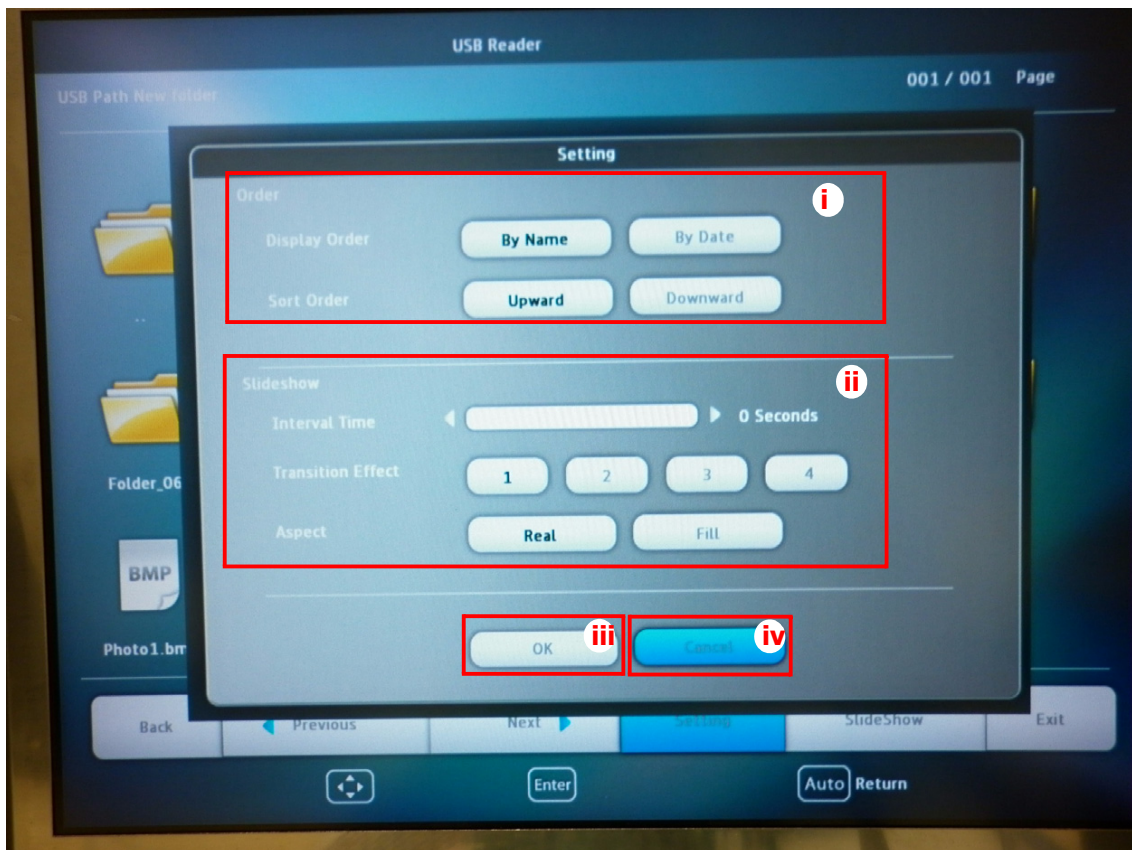 USB Reader
001 / 001 Page
USB Path New folder
Setting
Order
i
Display Order By Name By Date
Sort Order Upward Downward
..
Slideshow
ii
Interval Time 0 Seconds
Transition Effect 1 2 3 4
Folder_06
Aspect Real Fill
BMP
OK iii Cancel iv
Photo1.bm
Back Previous Next Setting SlideShow Exit
Enter Auto Return